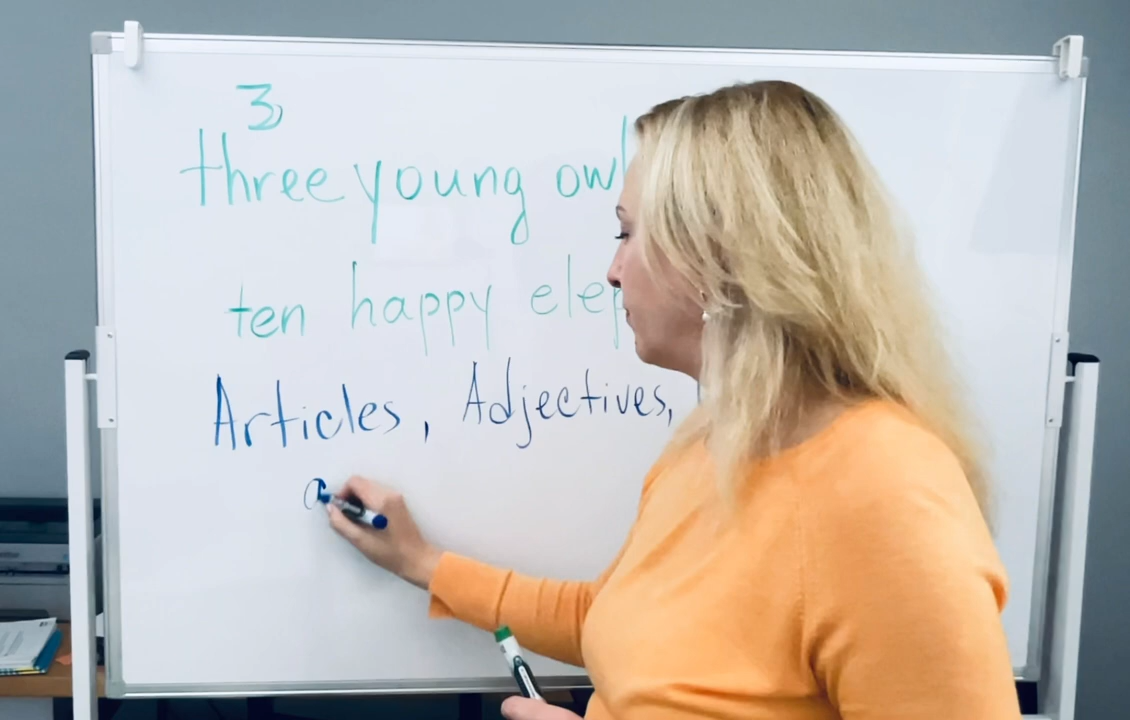 3)
three young owl
ten happy elep
Articles, Adjectives,
a